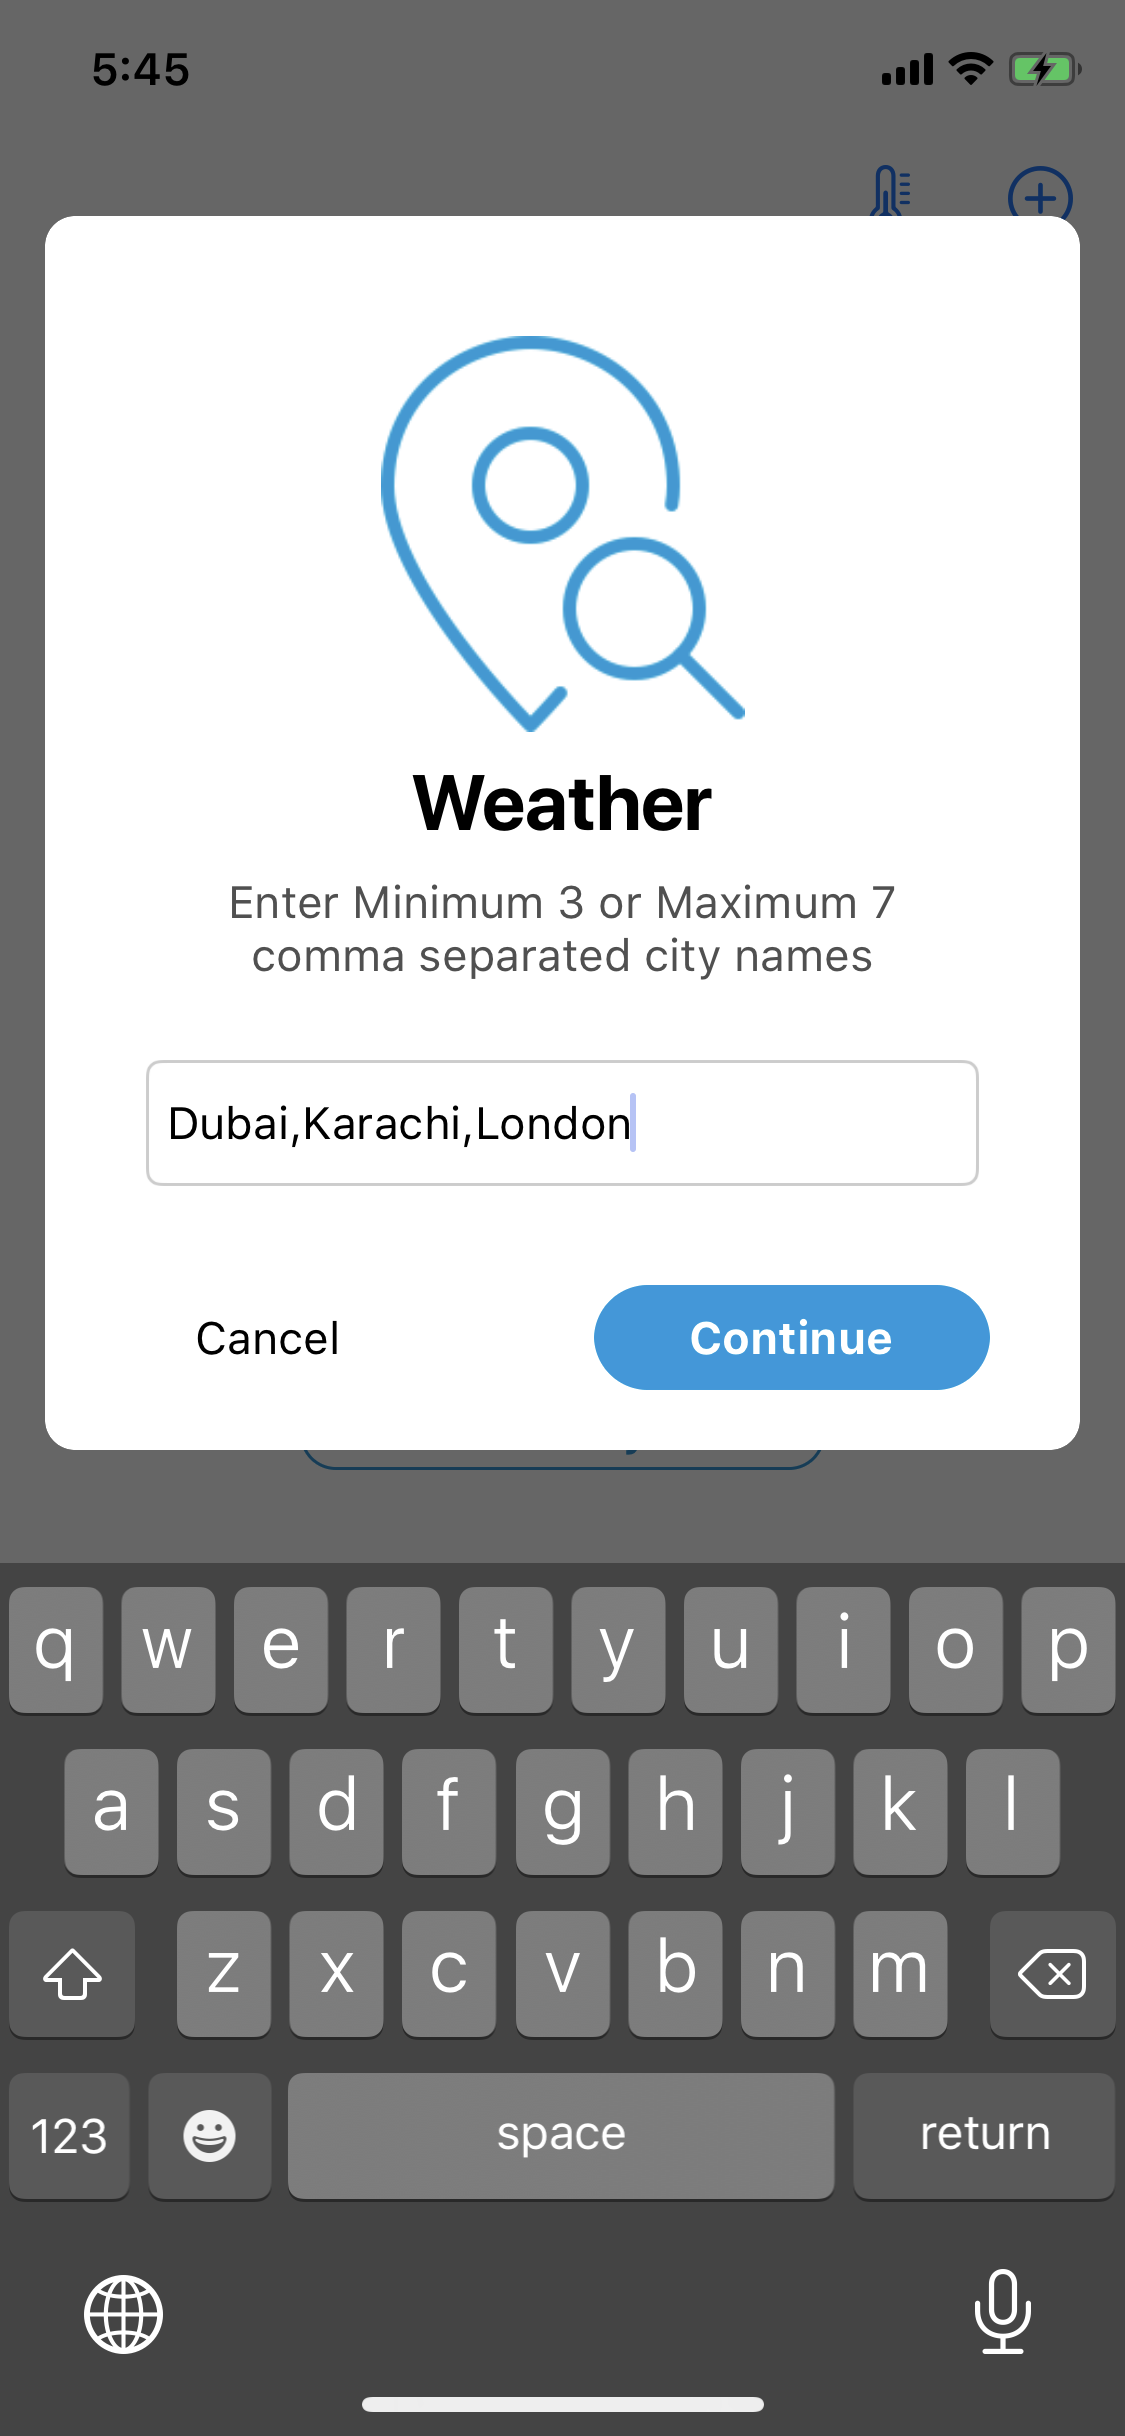 5:45
Weather
Enter Minimum 3 or Maximum 7
comma separated city names
Dubai,Karachi,London
Cancel
Continue
q w e r t y u i o p
a s d f g h j k l
z x c v b n m
123
space
return